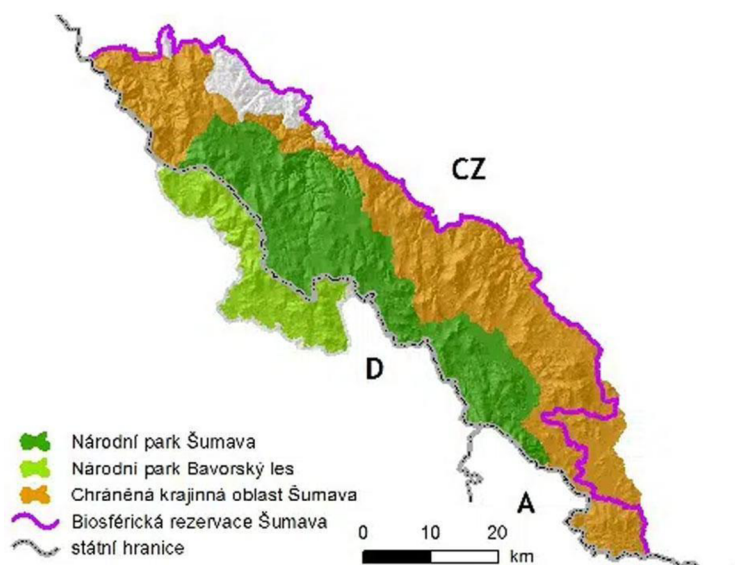 CZ
D
A
Národní park Šumava
Národní park Bavorský les
Chráněná krajinná oblast Šumava
Biosférická rezervace Šumava
státní hranice
0 10 20
km